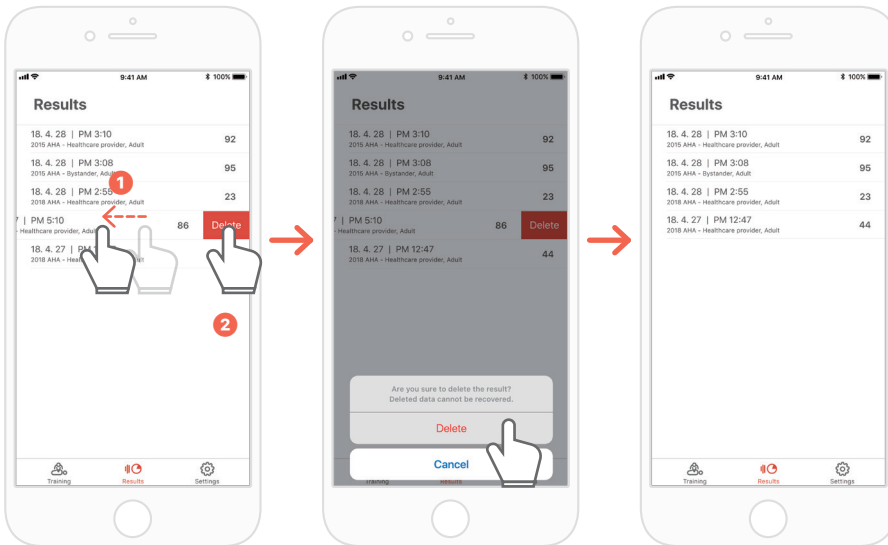 9:41 AM
100%
Results
18. 4. 28 | PM 3:10
92
2015 AHA - Healthcare provider, Adult
18. 4. 28 | PM 3:08
95
2015 AHA - Bystander, Adult
18. 4. 28 | PM 2:55
23
2018 AHA - Healthcare provider, Adult
1
7 | PM 5:10
86
Delete
- Healthcare provider, Adult
18. 4. 27 | PM
2018 AHA -
2
Training
Results
Settings
9:41 AM
100%
Results
18. 4. 28 | PM 3:10
92
2015 AHA - Healthcare provider, Adult
18. 4. 28 | PM 3:08
95
2015 AHA - Bystander, Adult
18. 4. 28 | PM 2:55
23
2018 AHA - Healthcare provider, Adult
7 | PM 5:10
86
Delete
- Healthcare provider, Adult
18. 4. 27 | PM 12:47
44
2018 AHA - Healthcare provider, Adult
Are you sure to delete the result?
Deleted data cannot be recovered.
Delete
Cancel
Training
Results
9:41 AM
100%
Results
18. 4. 28 | PM 3:10
92
2015 AHA - Healthcare provider, Adult
18. 4. 28 | PM 3:08
95
2015 AHA - Bystander, Adult
18. 4. 28 | PM 2:55
23
2018 AHA - Healthcare provider, Adult
18. 4. 27 | PM 12:47
44
2018 AHA - Healthcare provider, Adult
Training
Results
Settings